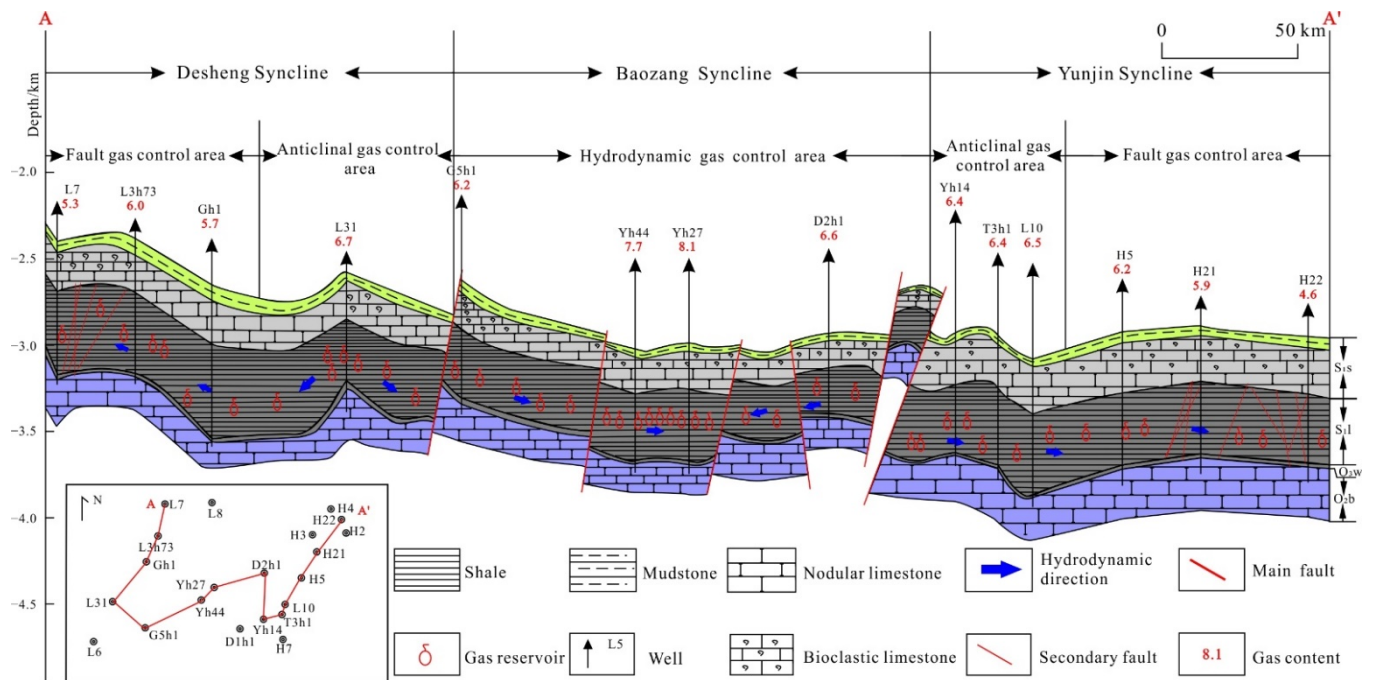 A
A'
0 50 km
Desheng Syncline
Baozang Syncline
Yunjin Syncline
Depth/km
Fault gas control area
Anticlinal gas control area
Hydrodynamic gas control area
Anticlinal gas control area
Fault gas control area
-2.0
-2.5
-3.0
-3.5
-4.0
-4.5
L7
5.3
L3h73
6.0
Gh1
5.7
L31
6.7
G5h1
6.2
Yh44
7.7
Yh27
8.1
D2h1
6.6
Yh14
6.4
T3h1
6.4
L10
6.5
H5
6.2
H21
5.9
H22
4.6
S₁s
S₁l
O₃w
O₂b
N
A
L7
L8
L3h73
Gh1
L31
G5h1
L6
Yh27
Yh44
D2h1
D1h1
Yh14
H7
T3h1
L10
H5
H21
H3
H22
H4
H2
A'
Shale
Mudstone
Nodular limestone
Hydrodynamic direction
Main fault
Gas reservoir
L5
Well
Bioclastic limestone
Secondary fault
8.1
Gas content